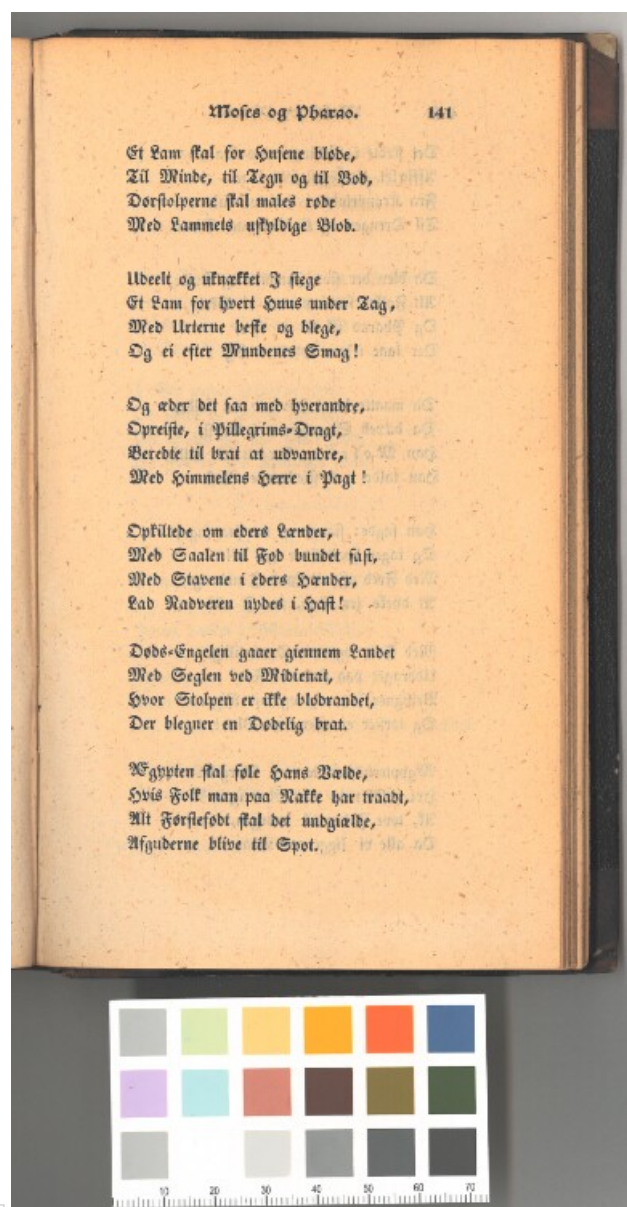 Moses og Pharao. 141
Et Lam skal for Husene bløde,
Til Minde, til Tegn og til Bod,
Dørstolperne skal males røde
Med Lammets uskyldige Blod.
Udeelt og uknækket I stege
Et Lam for hvert Huus under Tag,
Med Urterne beske og blege,
Og ei efter Mundenes Smag!
Og æder det saa med hverandre,
Opreiste, i Pillegrims-Dragt,
Beredte til brat at udvandre,
Med Himmelens Herre i Pagt!
Opkiltede om eders Lænder,
Med Saalen til Fod bundet fast,
Med Stavene i eders Hænder,
Lad Nadveren nydes i Hast!
Døds-Engelen gaaer giennem Landet
Med Seglen ved Midienat,
Hvor Stolpen er ikke blodrandet,
Der blegner en Dødelig brat.
Ægypten skal føle Hans Vælde,
Hvis Folk man paa Nakke har traadt,
Alt Førstefødt skal det undgiælde,
Afguderne blive til Spot.
10 20 30 40 50 60 70